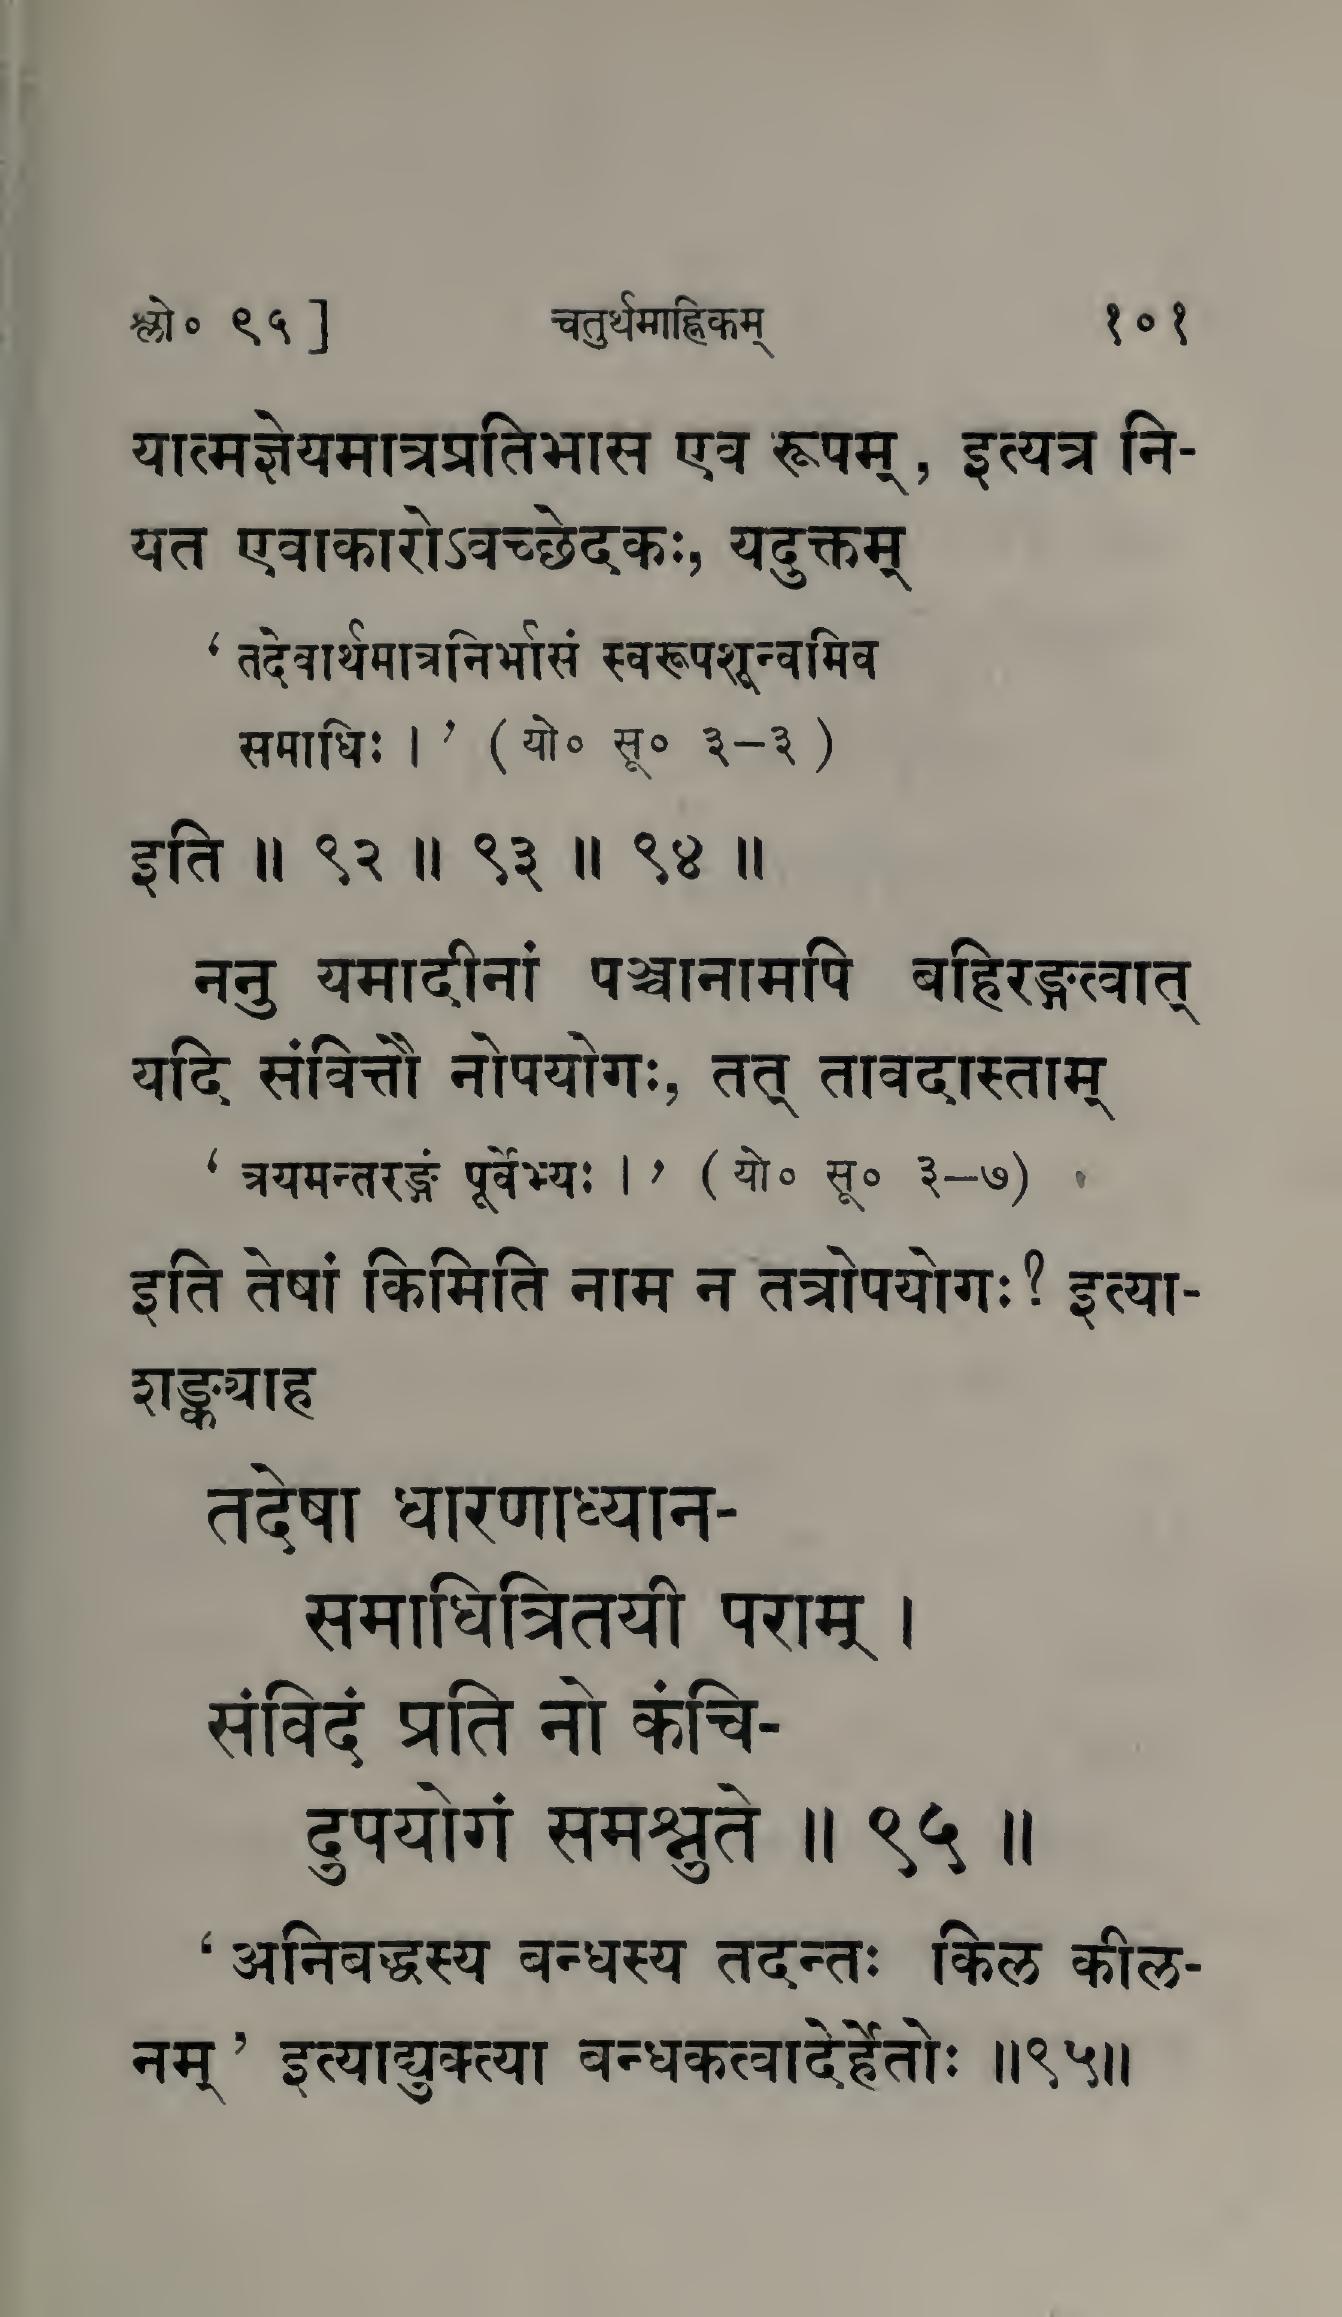 श्लो० ९५ ] चतुर्थमाह्निकम् १०१
यात्मज्ञेयमात्रप्रतिभास एव रूपम् , इत्यत्र नि-
यत एवाकारोऽवच्छेदकः, यदुक्तम्
‘ तदेवार्थमात्रनिर्भासं स्वरूपशून्वमिव
समाधिः । ’ ( यो० सू० ३–३ )
इति ॥ ९२ ॥ ९३ ॥ ९४ ॥
ननु यमादीनां पञ्चानामपि बहिरङ्गत्वात्
यदि संवित्तौ नोपयोगः, तत् तावदास्ताम्
‘ त्रयमन्तरङ्गं पूर्वेभ्यः । ’ ( यो० सू० ३–७)
इति तेषां किमिति नाम न तत्रोपयोगः? इत्या-
शङ्क्याह
तदेषा धारणाध्यान-
समाधित्रितयी पराम् ।
संविदं प्रति नो कंचि-
दुपयोगं समश्नुते ॥ ९५ ॥
‘ अनिबद्धस्य बन्धस्य तदन्तः किल कील-
नम् ’ इत्याद्युक्त्या बन्धकत्वादेर्हेतोः ॥९५॥